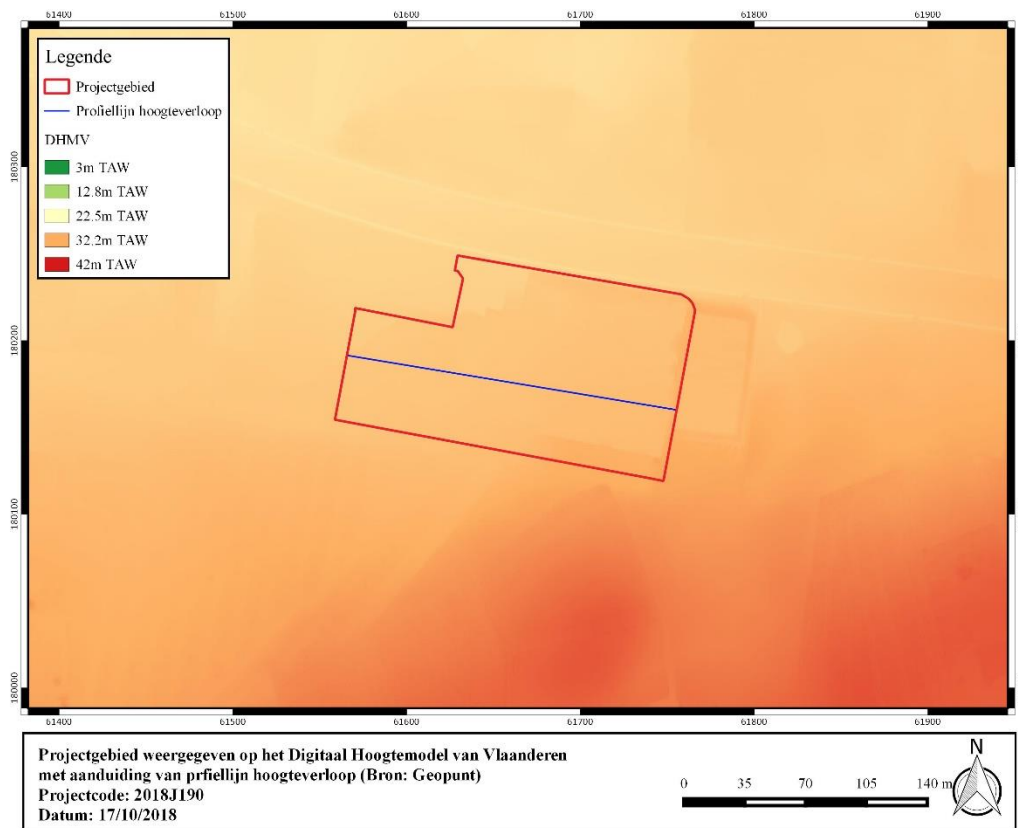 61400 61500 61600 61700 61800 61900
Legende
Projectgebied
Profiellijn hoogteverloop
DHMV
3m TAW
12.8m TAW
22.5m TAW
32.2m TAW
42m TAW
180300
180200
180100
180000
61400 61500 61600 61700 61800 61900
Projectgebied weergegeven op het Digitaal Hoogtemodel van Vlaanderen
met aanduiding van prfiellijn hoogteverloop (Bron: Geopunt)
Projectcode: 2018J190
Datum: 17/10/2018
0 35 70 105 140 m
N